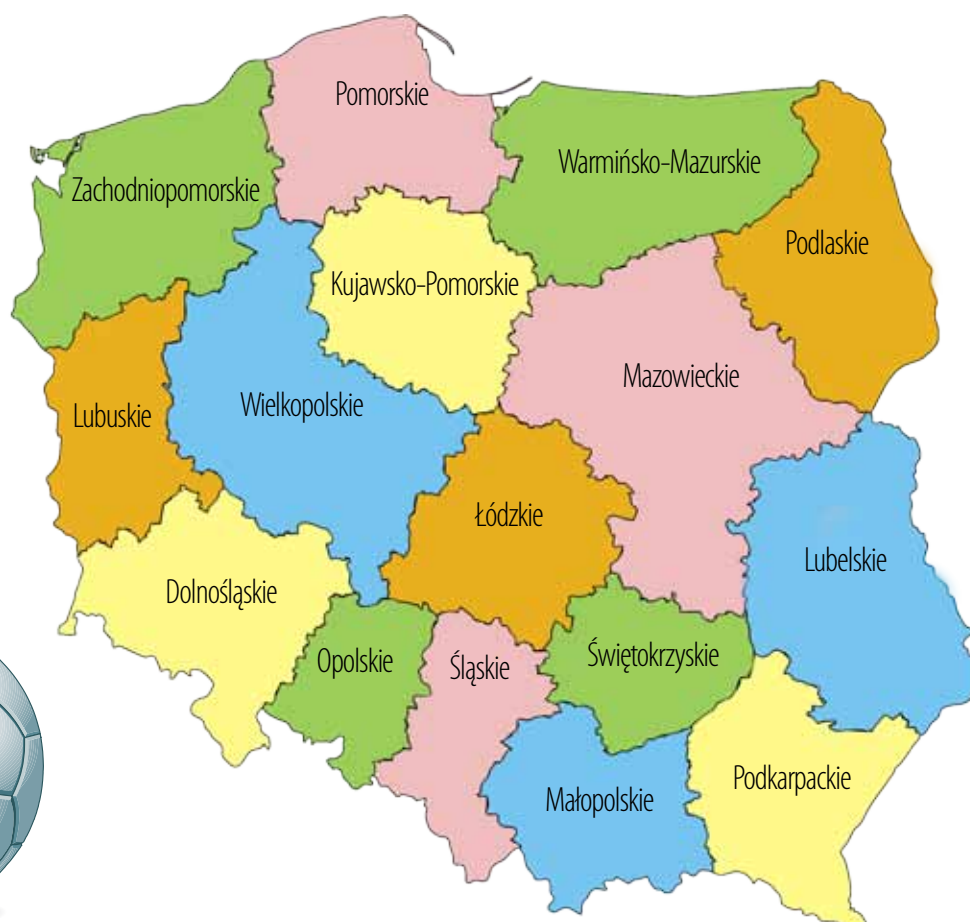 Pomorskie
Warmińsko-Mazurskie
Zachodniopomorskie
Podlaskie
Kujawsko-Pomorskie
Mazowieckie
Wielkopolskie
Lubuskie
Łódzkie
Lubelskie
Dolnośląskie
Opolskie
Śląskie
Świętokrzyskie
Podkarpackie
Małopolskie